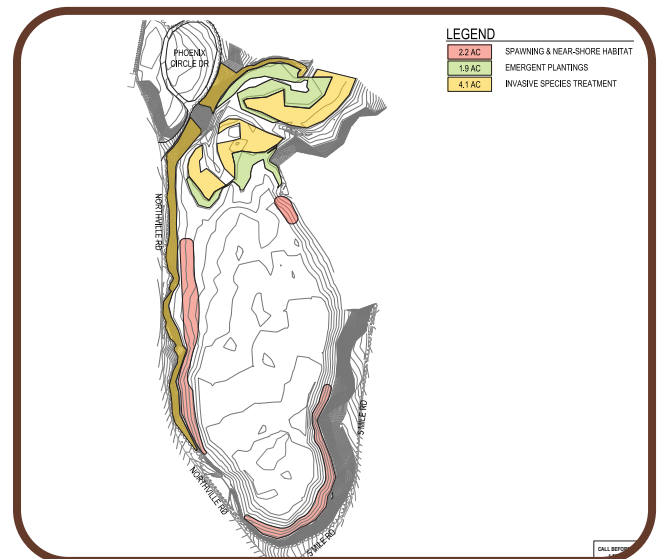 LEGEND
2.2 AC SPAWNING & NEAR-SHORE HABITAT
1.9 AC EMERGENT PLANTINGS
4.1 AC INVASIVE SPECIES TREATMENT
PHOENIX
CIRCLE DR
NORTHVILLE RD
5 MILE RD
NORTHVILLE RD
5 MILE RD
CALL BEFORE